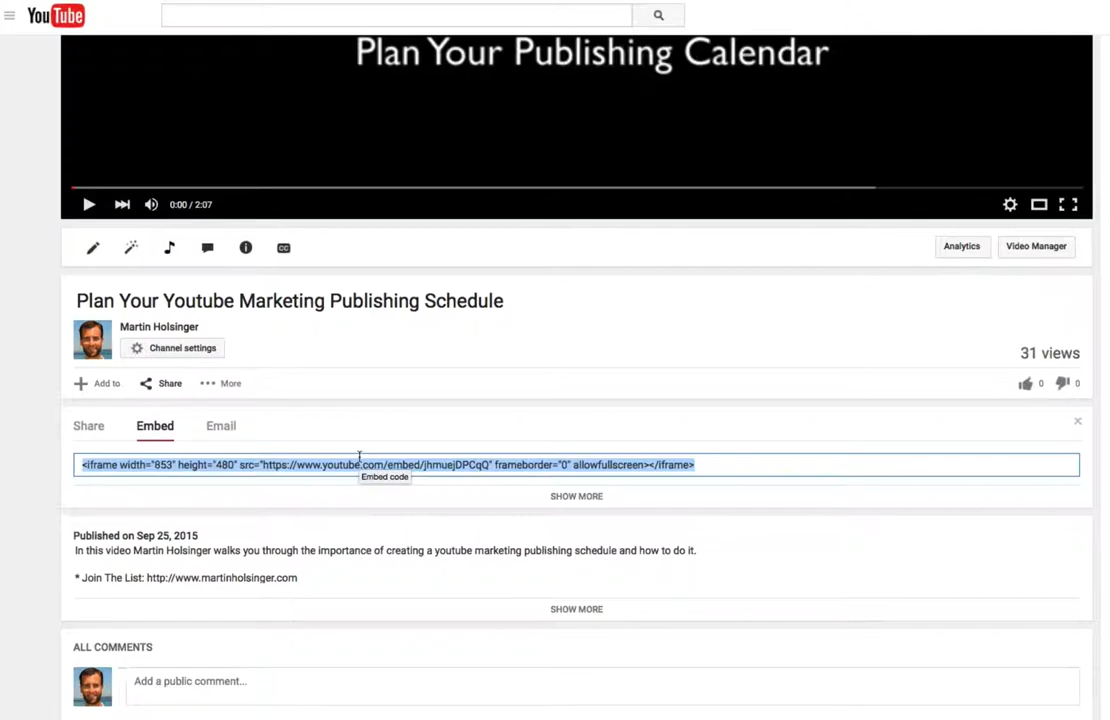 YouTube
Plan Your Publishing Calendar
0:00 / 2:07
CC
Analytics
Video Manager
Plan Your Youtube Marketing Publishing Schedule
Martin Holsinger
Channel settings
31 views
Add to
Share
More
0
0
Share
Embed
Email
<iframe width="853" height="480" src="https://www.youtube.com/embed/jhmuejDPCqQ" frameborder="0" allowfullscreen></iframe>
Embed code
SHOW MORE
Published on Sep 25, 2015
In this video Martin Holsinger walks you through the importance of creating a youtube marketing publishing schedule and how to do it.
* Join The List: http://www.martinholsinger.com
SHOW MORE
ALL COMMENTS
Add a public comment...